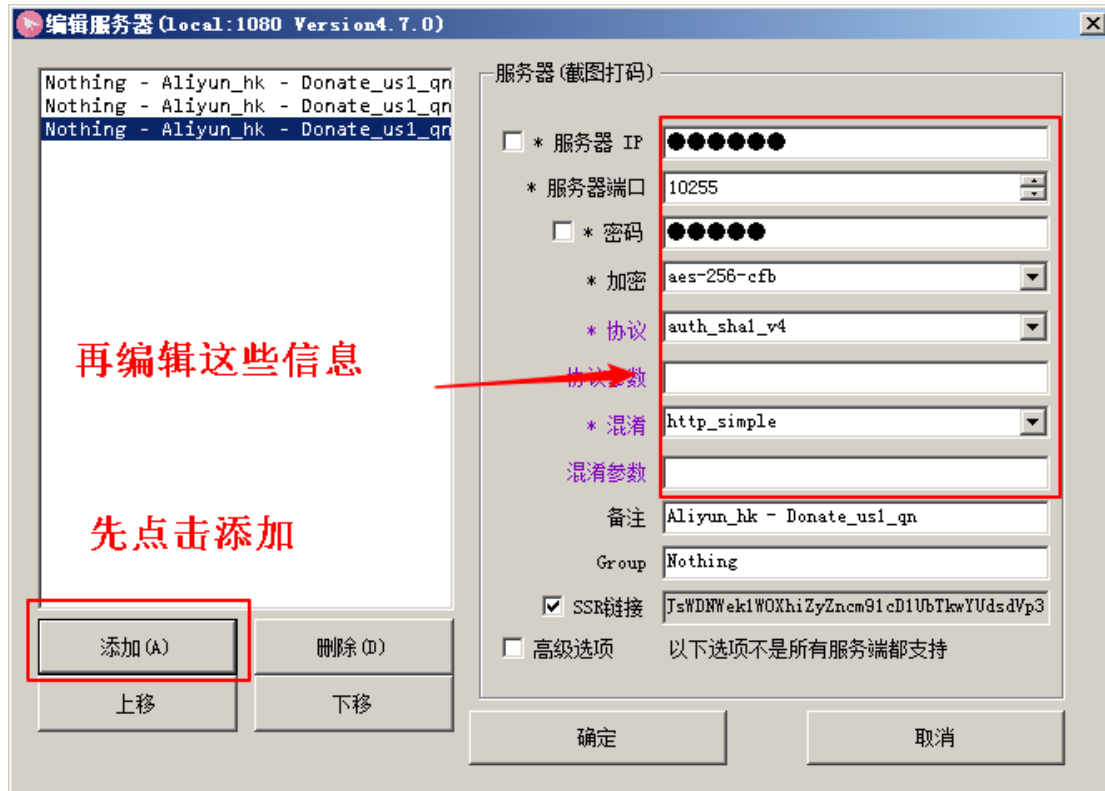 编辑服务器(local:1080 Version4.7.0)
Nothing - Aliyun_hk - Donate_us1_qn
Nothing - Aliyun_hk - Donate_us1_qn
Nothing - Aliyun_hk - Donate_us1_qn
再编辑这些信息
先点击添加
添加(A)
删除(D)
上移
下移
服务器(截图打码)
* 服务器 IP ●●●●●●
* 服务器端口 10255
* 密码 ●●●●●
* 加密 aes-256-cfb
* 协议 auth_sha1_v4
协议参数
* 混淆 http_simple
混淆参数
备注 Aliyun_hk - Donate_us1_qn
Group Nothing
SSR链接 JsWDNWek1WOXhiZyZncm91cD1UbTkwYUdsdVp3
高级选项 以下选项不是所有服务端都支持
确定
取消